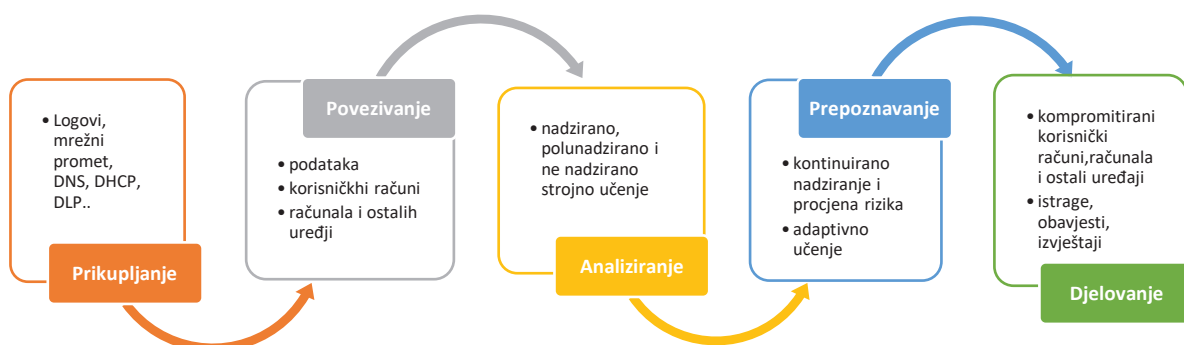 • Logovi,
mrežni
promet,
DNS, DHCP,
DLP..
Prikupljanje
Povezivanje
• podataka
• korisničkhi računi
• računala i ostalih
uređji
• nadzirano,
polunadzirano i
ne nadzirano
strojno učenje
Analiziranje
Prepoznavanje
• kontinuirano
nadziranje i
procjena rizika
• adaptivno
učenje
• kompromitirani
korisnički
računi,računala
i ostali uređaji
• istrage,
obavjesti,
izvještaji
Djelovanje